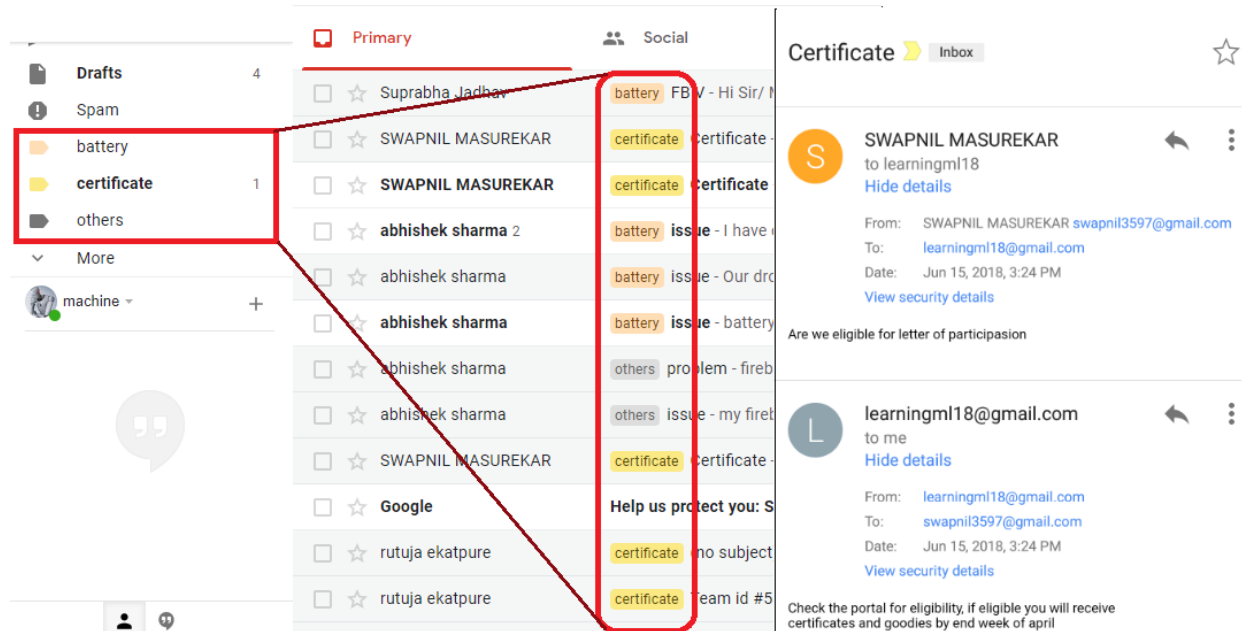 Drafts 4
Spam
battery
certificate 1
others
More
machine
Primary
Social
Suprabha Jadhav battery FB V - Hi Sir/
SWAPNIL MASUREKAR certificate Certificate -
SWAPNIL MASUREKAR certificate Certificate
abhishek sharma 2 battery issue - I have
abhishek sharma battery issue - Our dro
abhishek sharma battery issue - battery
abhishek sharma others problem - fireb
abhishek sharma others issue - my fireb
SWAPNIL MASUREKAR certificate Certificate -
Google Help us protect you: S
rutuja ekatpure certificate no subject
rutuja ekatpure certificate Team id #5
Certificate Inbox
S
SWAPNIL MASUREKAR
to learningml18
Hide details
From: SWAPNIL MASUREKAR swapnil3597@gmail.com
To: learningml18@gmail.com
Date: Jun 15, 2018, 3:24 PM
View security details
Are we eligible for letter of participasion
L
learningml18@gmail.com
to me
Hide details
From: learningml18@gmail.com
To: swapnil3597@gmail.com
Date: Jun 15, 2018, 3:24 PM
View security details
Check the portal for eligibility, if eligible you will receive
certificates and goodies by end week of april